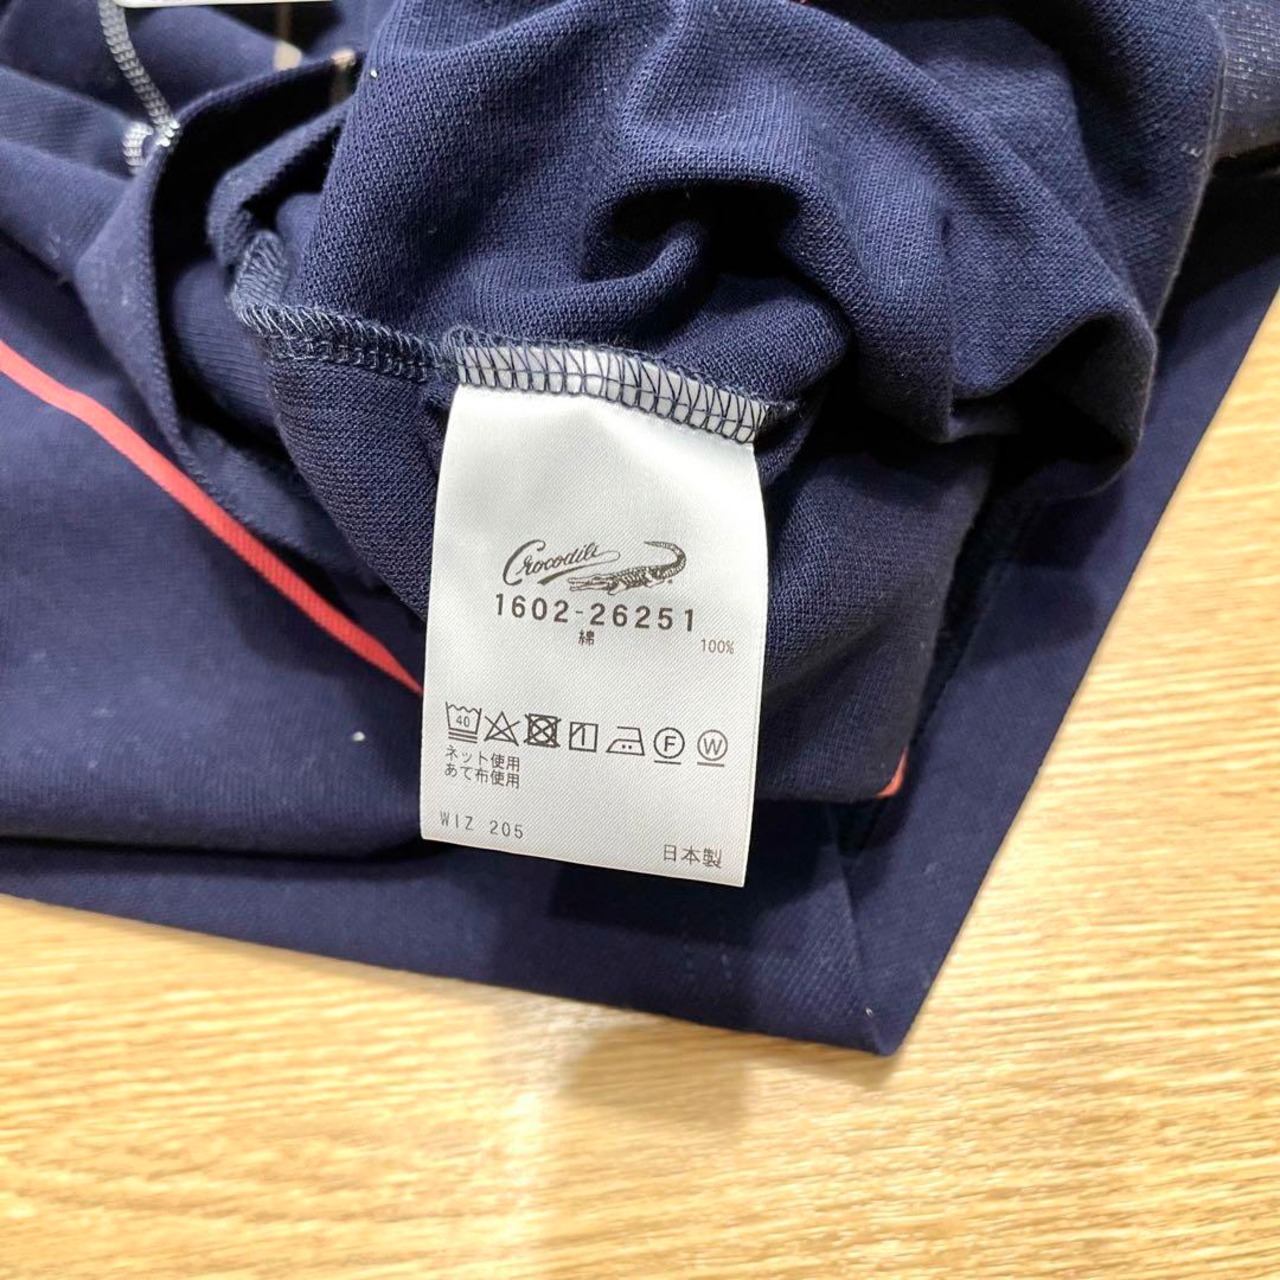 Crocodile
1602-26251
綿 100%
40 F W
ネット使用
あて布使用
WIZ 205
日本製